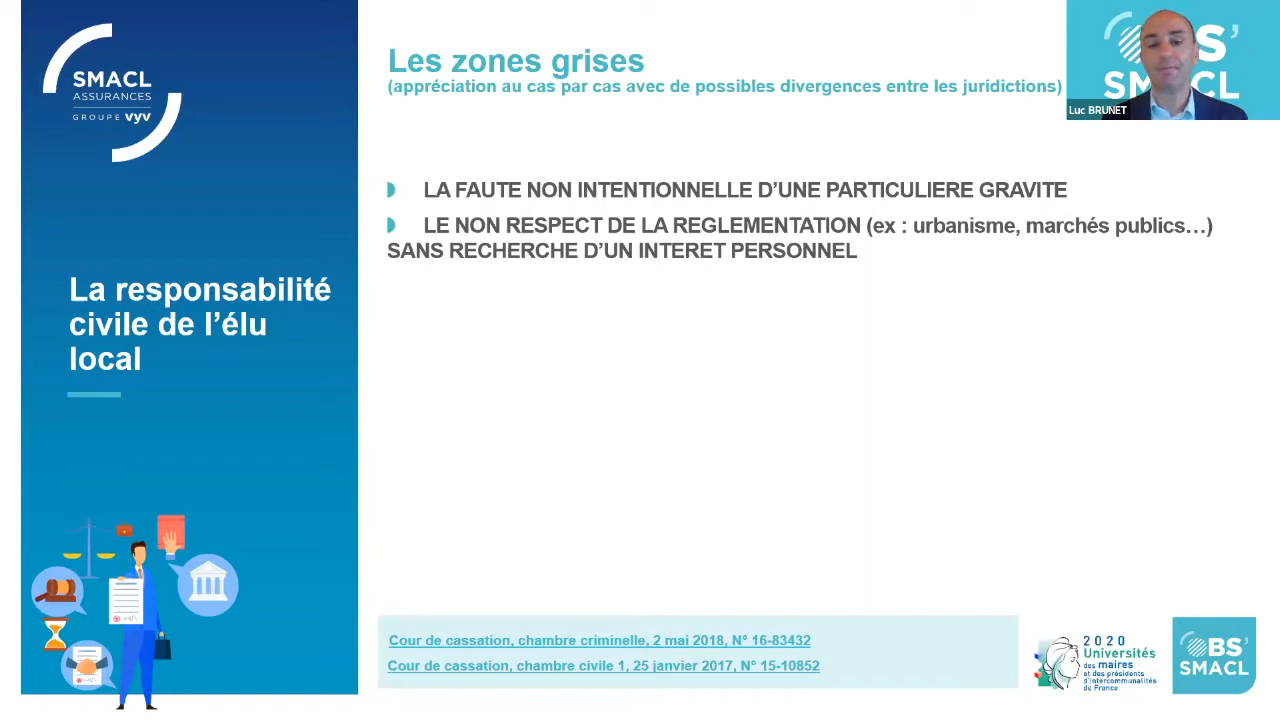 SMACL
ASSURANCES
GROUPE vyv
La responsabilité
civile de l’élu
local
Les zones grises
(appréciation au cas par cas avec de possibles divergences entre les juridictions)
BS’
SMACL
Luc BRUNET
LA FAUTE NON INTENTIONNELLE D’UNE PARTICULIERE GRAVITE
LE NON RESPECT DE LA REGLEMENTATION (ex : urbanisme, marchés publics…)
SANS RECHERCHE D’UN INTERET PERSONNEL
Cour de cassation, chambre criminelle, 2 mai 2018, N° 16-83432
Cour de cassation, chambre civile 1, 25 janvier 2017, N° 15-10852
2020
Universités
des maires
et des présidents
d’intercommunalités
de France
OBS’
SMACL